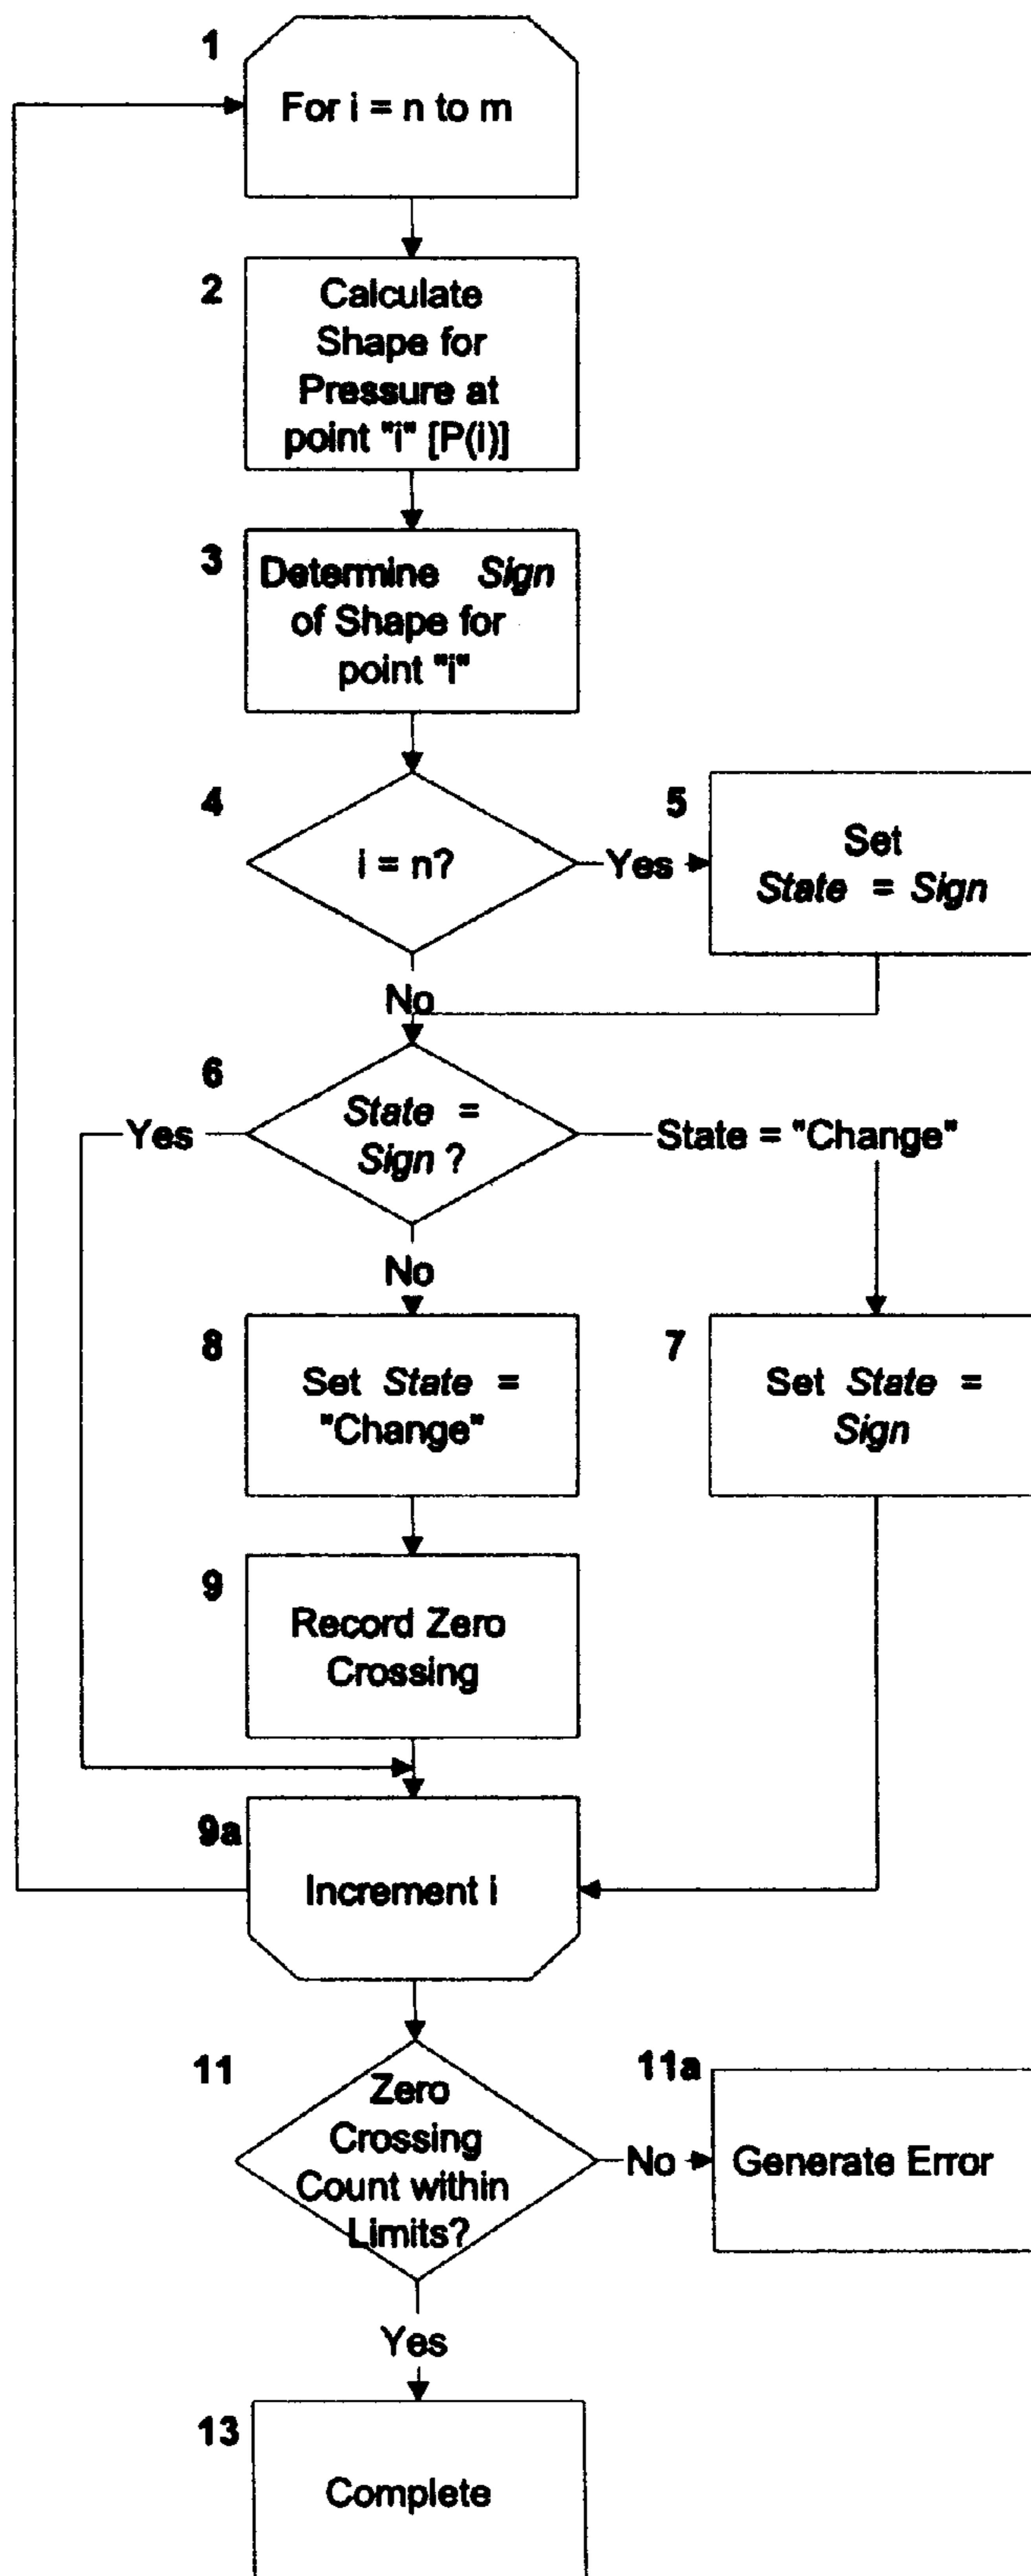 1
For i = n to m
2
Calculate
Shape for
Pressure at
point "i" [P(i)]
3
Determine Sign
of Shape for
point "i"
4
i = n?
Yes
5
Set
State = Sign
No
6
State =
Sign ?
Yes
State = "Change"
No
8
Set State =
"Change"
7
Set State =
Sign
9
Record Zero
Crossing
9a
Increment i
11
Zero
Crossing
Count within
Limits?
No
11a
Generate Error
Yes
13
Complete